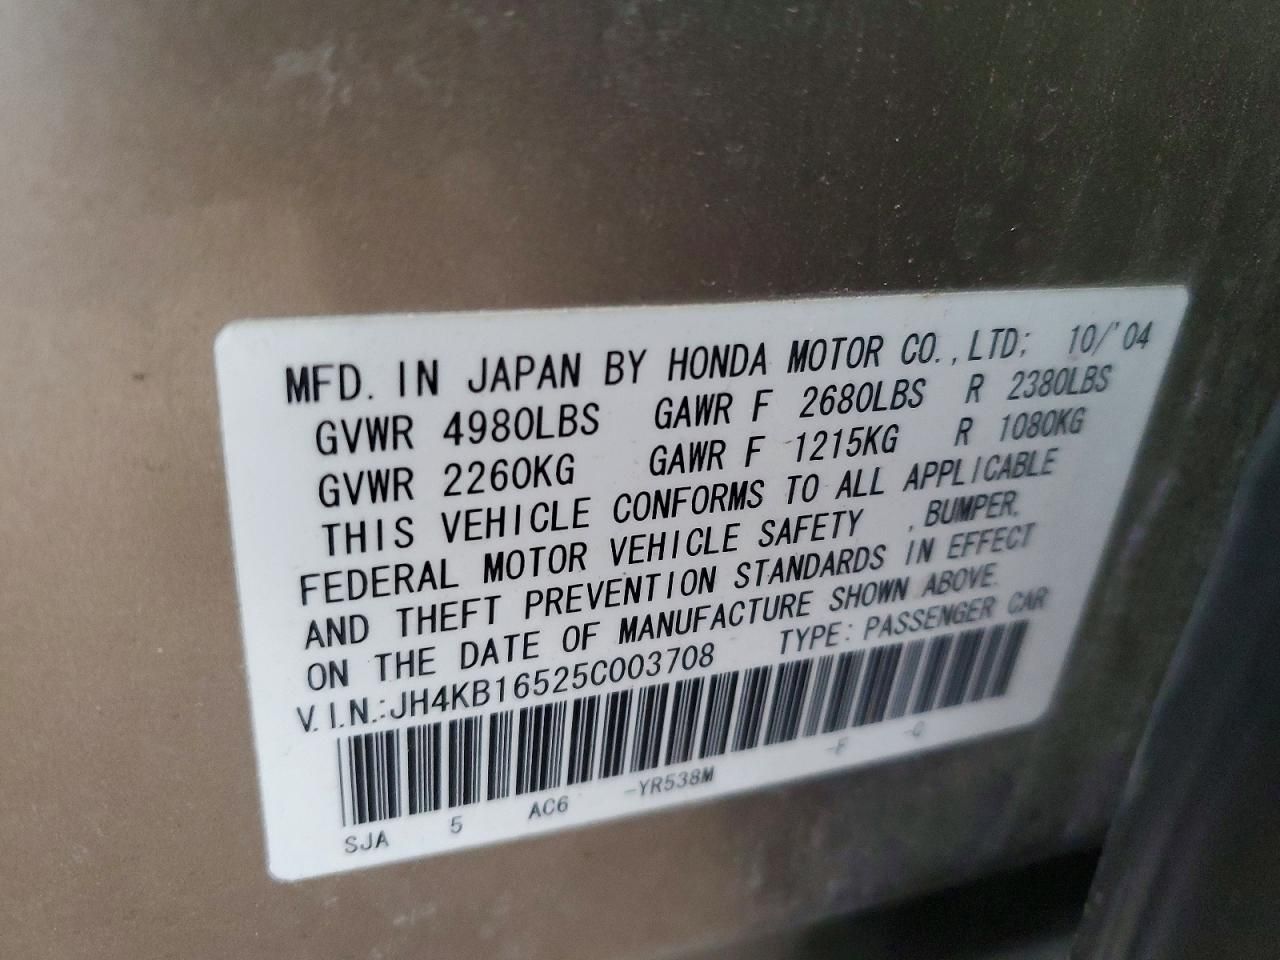 MFD. IN JAPAN BY HONDA MOTOR CO.,LTD; 10/'04
GVWR 4980LBS GAWR F 2680LBS R 2380LBS
GVWR 2260KG GAWR F 1215KG R 1080KG
THIS VEHICLE CONFORMS TO ALL APPLICABLE
FEDERAL MOTOR VEHICLE SAFETY , BUMPER,
AND THEFT PREVENTION STANDARDS IN EFFECT
ON THE DATE OF MANUFACTURE SHOWN ABOVE.
V.I.N.:JH4KB16525C003708 TYPE: PASSENGER CAR
SJA 5 AC6 -YR538M -F -C